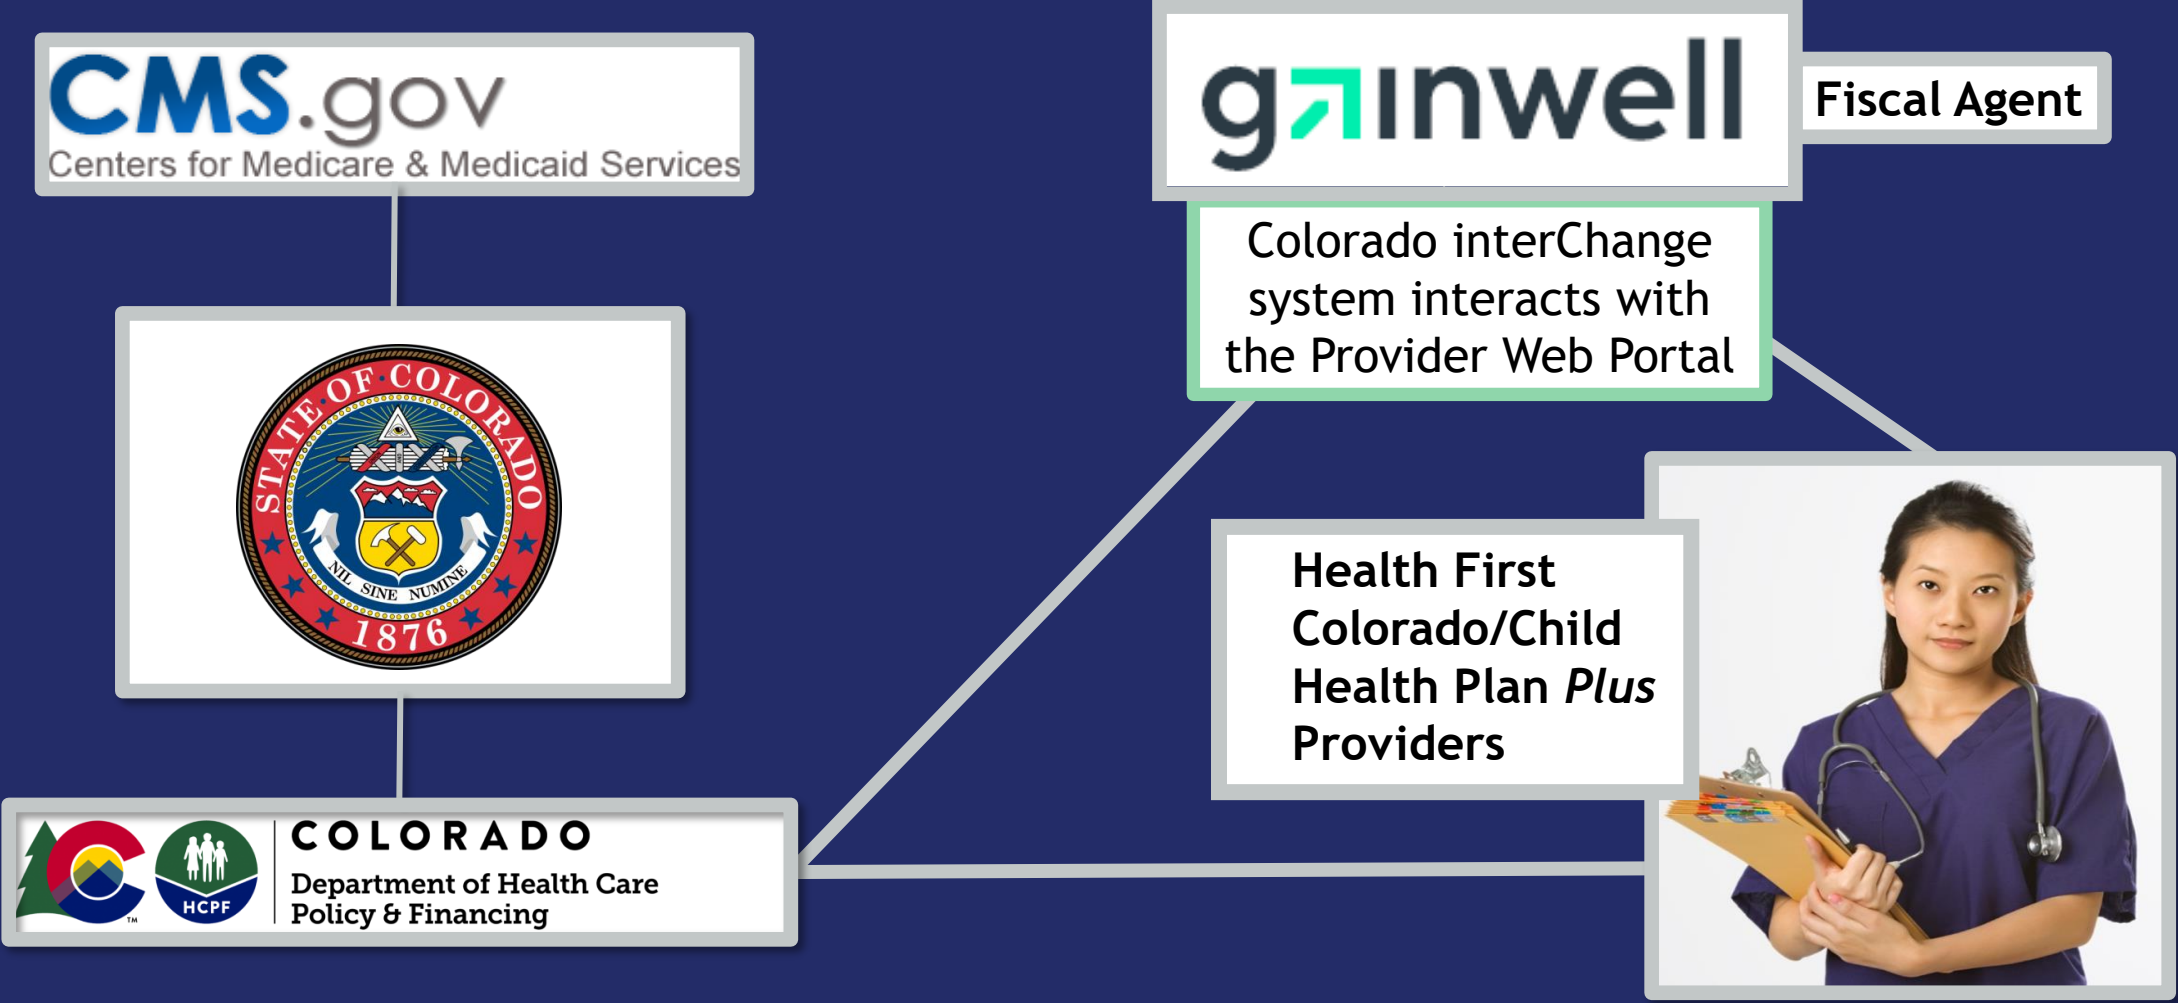 CMS.gov
Centers for Medicare & Medicaid Services
gainwell
Fiscal Agent
Colorado interChange
system interacts with
the Provider Web Portal
STATE OF COLORADO
NIL SINE NUMINE
1876
Health First
Colorado/Child
Health Plan Plus
Providers
HCPF
TM
COLORADO
Department of Health Care
Policy & Financing